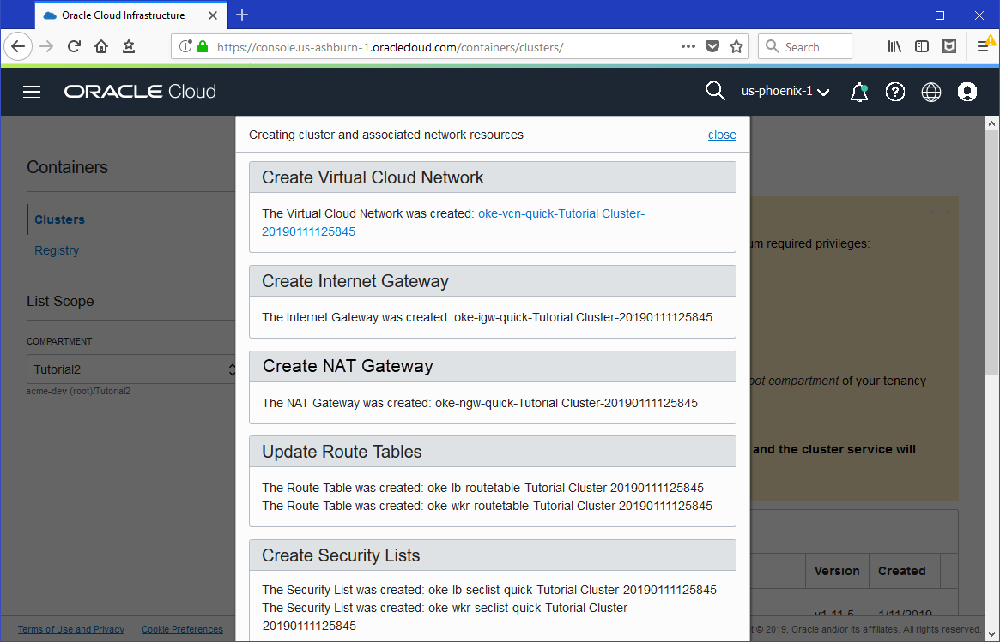 Oracle Cloud Infrastructure
https://console.us-ashburn-1.oraclecloud.com/containers/clusters/
Search
ORACLE Cloud
us-phoenix-1
Creating cluster and associated network resources
close
Containers
Clusters
Registry
List Scope
COMPARTMENT
Tutorial2
acme-dev (root)/Tutorial2
Create Virtual Cloud Network
The Virtual Cloud Network was created: oke-vcn-quick-Tutorial Cluster-
20190111125845
Create Internet Gateway
The Internet Gateway was created: oke-igw-quick-Tutorial Cluster-20190111125845
Create NAT Gateway
The NAT Gateway was created: oke-ngw-quick-Tutorial Cluster-20190111125845
Update Route Tables
The Route Table was created: oke-lb-routetable-Tutorial Cluster-20190111125845
The Route Table was created: oke-wkr-routetable-Tutorial Cluster-20190111125845
Create Security Lists
The Security List was created: oke-lb-seclist-quick-Tutorial Cluster-20190111125845
The Security List was created: oke-wkr-seclist-quick-Tutorial Cluster-
20190111125845
required privileges:
compartment of your tenancy
and the cluster service will
Version
Created
v1.11.5
1/11/2019
Terms of Use and Privacy
Cookie Preferences
© 2019, Oracle and/or its affiliates. All rights reserved.